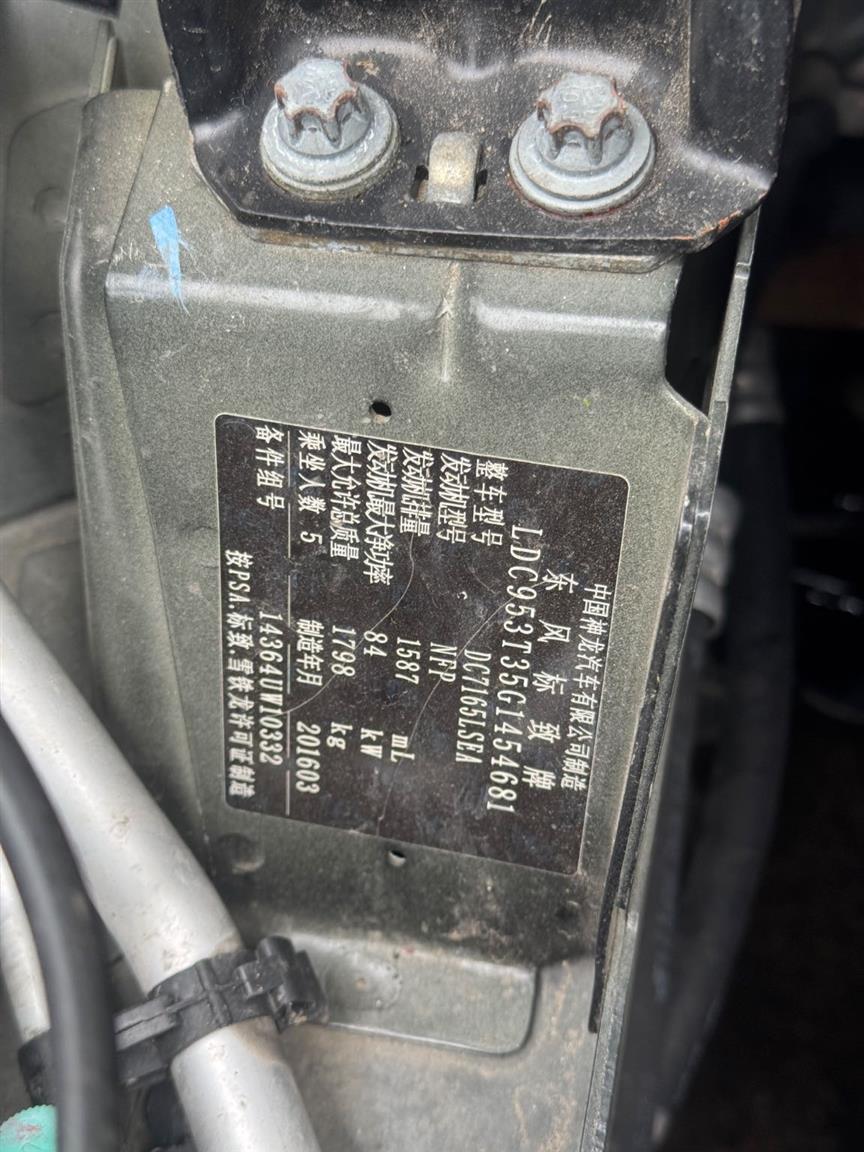 中国神龙汽车有限公司制造
东风标致牌
LDC953T35G1454681
整车型号 DC7165LSEA
发动机型号 NFP
发动机排量 1587 mL
发动机最大净功率 84 kW
最大允许总质量 1798 kg
乘坐人数 5 制造年月 201603
备件组号 14364UW10332
按PSA.标致.雪铁龙许可证制造